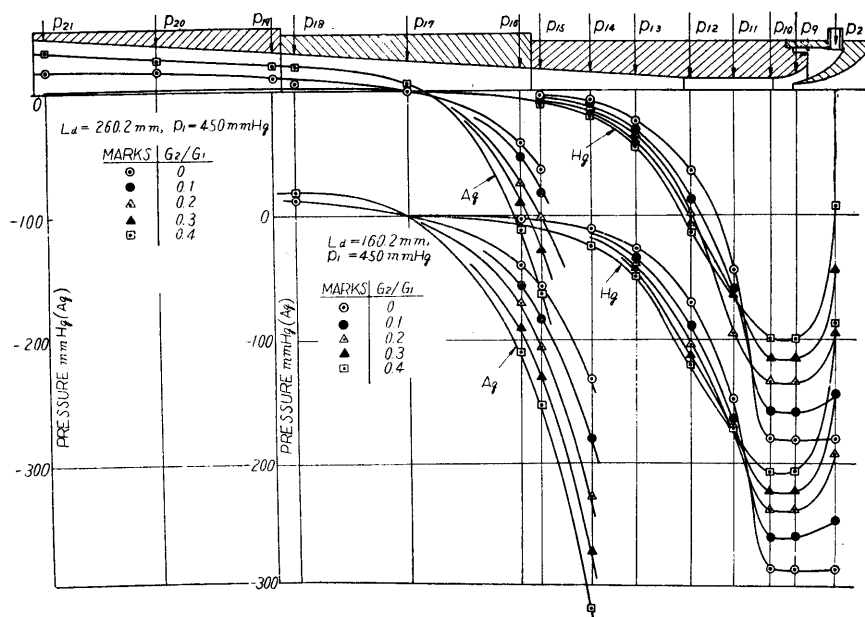 P21 P20 P19 P18 P17 P16 P15 P14 P13 P12 P11 P10 P9 P2
0
-100
-200
-300
PRESSURE mmHg(Aq)
Ld = 260.2 mm, P1 = 450 mmHg
MARKS G2/G1
0
0.1
0.2
0.3
0.4
Aq
Hg
0
-100
-200
-300
PRESSURE mmHg(Aq)
Ld = 160.2 mm,
P1 = 450 mmHg
MARKS G2/G1
0
0.1
0.2
0.3
0.4
Aq
Hg